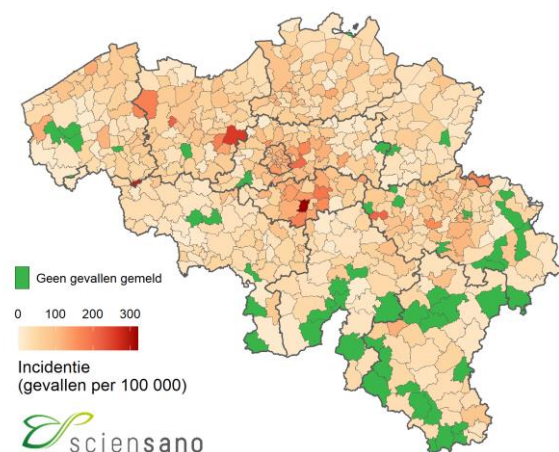 Geen gevallen gemeld
0 100 200 300
Incidentie
(gevallen per 100 000)
sciensano